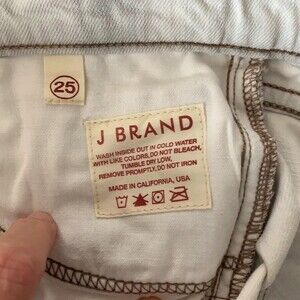 25
J BRAND
WASH INSIDE OUT IN COLD WATER
WITH LIKE COLORS, DO NOT BLEACH,
TUMBLE DRY LOW,
REMOVE PROMPTLY, DO NOT IRON
MADE IN CALIFORNIA, USA